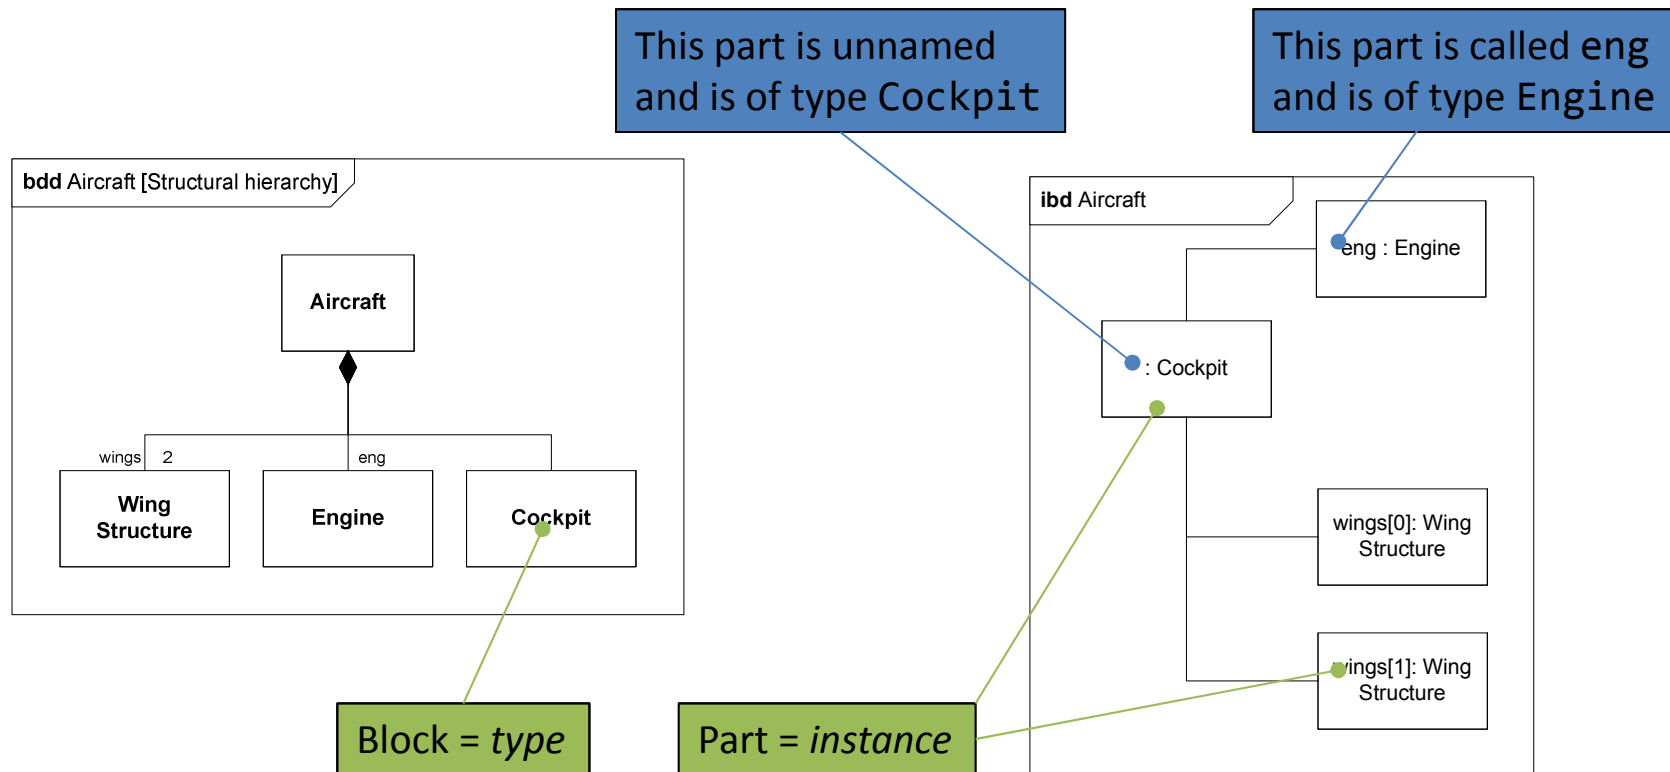 This part is unnamed
and is of type Cockpit
This part is called eng
and is of type Engine
bdd Aircraft [Structural hierarchy]
Aircraft
wings 2
eng
Wing
Structure
Engine
Cockpit
ibd Aircraft
eng : Engine
: Cockpit
wings[0]: Wing
Structure
wings[1]: Wing
Structure
Block = type
Part = instance